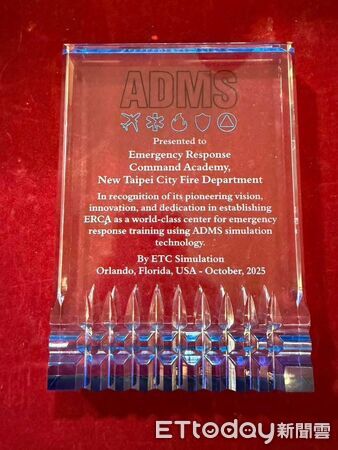 ADMS
Presented to
Emergency Response
Command Academy,
New Taipei City Fire Department
In recognition of its pioneering vision,
innovation, and dedication in establishing
ERCA as a world-class center for emergency
response training using ADMS simulation
technology.
By ETC Simulation
Orlando, Florida, USA - October, 2025
ETtoday新聞雲